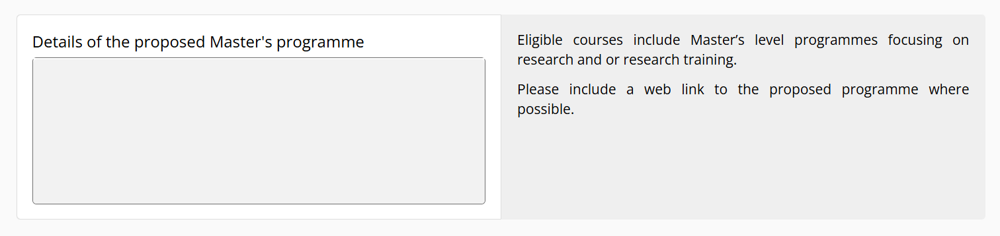 Details of the proposed Master's programme
Eligible courses include Master’s level programmes focusing on
research and or research training.
Please include a web link to the proposed programme where
possible.